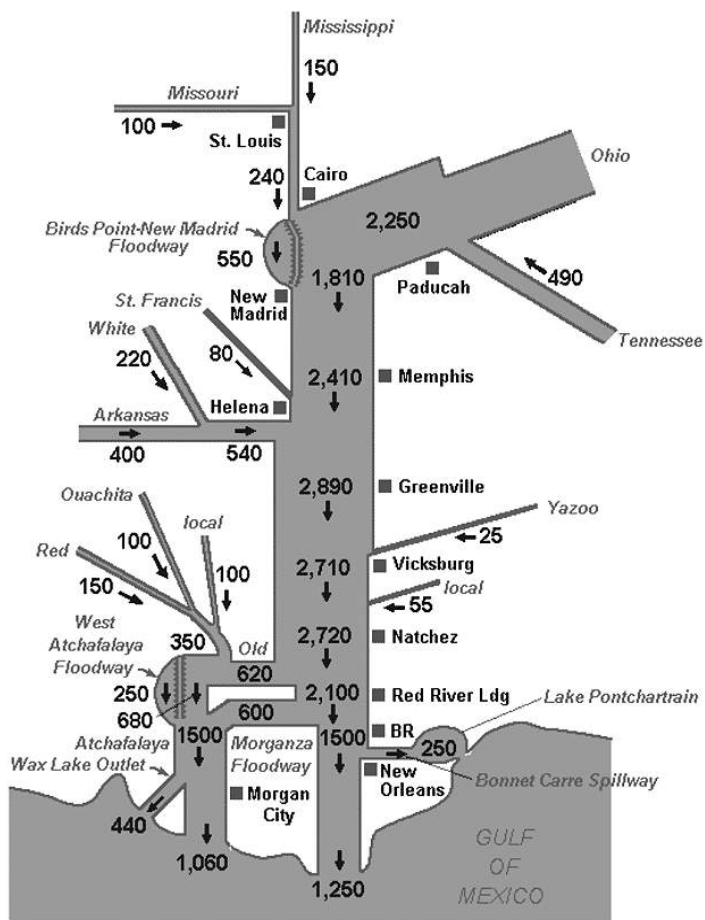 Mississippi
150
Missouri
100
St. Louis
Ohio
240
Cairo
Birds Point-New Madrid
Floodway
2,250
550
1,810
Paducah
490
St. Francis
New
Madrid
White
Tennessee
220
80
2,410
Memphis
Helena
Arkansas
400
540
2,890
Greenville
Ouachita
local
Yazoo
Red
100
25
150
100
2,710
Vicksburg
local
55
West
Atchafalaya
Floodway
350
Old
2,720
Natchez
620
250
2,100
Red River Ldg
Lake Pontchartrain
680
600
1500
1500
BR
Atchafalaya
Wax Lake Outlet
Morganza
Floodway
250
New
Orleans
Bonnet Carre Spillway
Morgan
City
440
1,060
1,250
GULF
OF
MEXICO